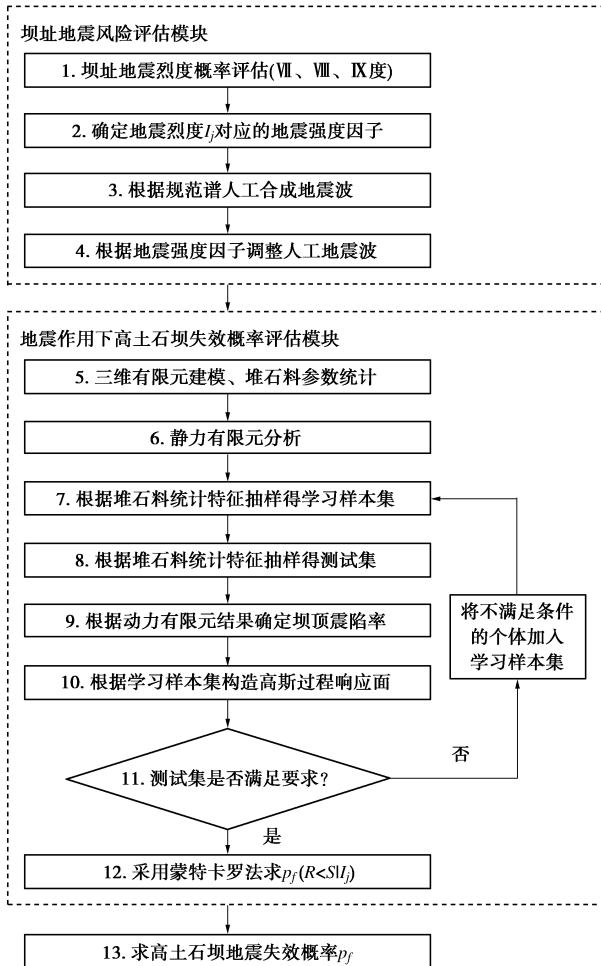 坝址地震风险评估模块
1. 坝址地震烈度概率评估(Ⅶ、Ⅷ、Ⅸ度)
2. 确定地震烈度Ij对应的地震强度因子
3. 根据规范谱人工合成地震波
4. 根据地震强度因子调整人工地震波
地震作用下高土石坝失效概率评估模块
5. 三维有限元建模、堆石料参数统计
6. 静力有限元分析
7. 根据堆石料统计特征抽样得学习样本集
8. 根据堆石料统计特征抽样得测试集
9. 根据动力有限元结果确定坝顶震陷率
10. 根据学习样本集构造高斯过程响应面
将不满足条件
的个体加入
学习样本集
11. 测试集是否满足要求?
否
是
12. 采用蒙特卡罗法求pf(R<S|Ij)
13. 求高土石坝地震失效概率pf